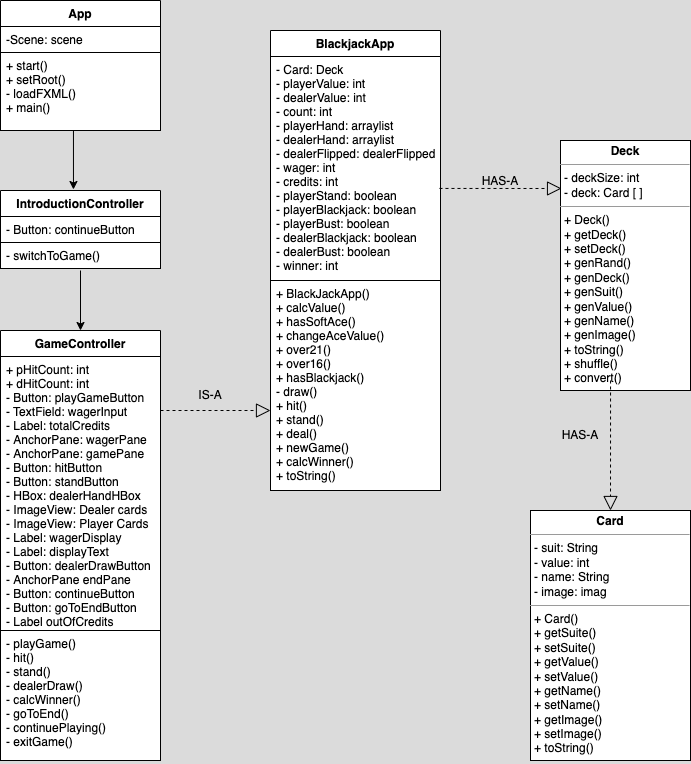 App
-Scene: scene
+ start()
+ setRoot()
- loadFXML()
+ main()
IntroductionController
- Button: continueButton
- switchToGame()
GameController
+ pHitCount: int
+ dHitCount: int
- Button: playGameButton
- TextField: wagerInput
- Label: totalCredits
- AnchorPane: wagerPane
- AnchorPane: gamePane
- Button: hitButton
- Button: standButton
- HBox: dealerHandHBox
- ImageView: Dealer cards
- ImageView: Player Cards
- Label: wagerDisplay
- Label: displayText
- Button: dealerDrawButton
- AnchorPane endPane
- Button: continueButton
- Button: goToEndButton
- Label outOfCredits
- playGame()
- hit()
- stand()
- dealerDraw()
- calcWinner()
- goToEnd()
- continuePlaying()
- exitGame()
IS-A
BlackjackApp
- Card: Deck
- playerValue: int
- dealerValue: int
- count: int
- playerHand: arraylist
- dealerHand: arraylist
- dealerFlipped: dealerFlipped
- wager: int
- credits: int
- playerStand: boolean
- playerBlackjack: boolean
- playerBust: boolean
- dealerBlackjack: boolean
- dealerBust: boolean
- winner: int
+ BlackJackApp()
+ calcValue()
+ hasSoftAce()
+ changeAceValue()
+ over21()
+ over16()
+ hasBlackjack()
- draw()
+ hit()
+ stand()
+ deal()
+ newGame()
+ calcWinner()
+ toString()
HAS-A
Deck
- deckSize: int
- deck: Card [ ]
+ Deck()
+ getDeck()
+ setDeck()
+ genRand()
+ genDeck()
+ genSuit()
+ genValue()
+ genName()
+ genImage()
+ toString()
+ shuffle()
+ convert()
HAS-A
Card
- suit: String
- value: int
- name: String
- image: imag
+ Card()
+ getSuite()
+ setSuite()
+ getValue()
+ setValue()
+ getName()
+ setName()
+ getImage()
+ setImage()
+ toString()